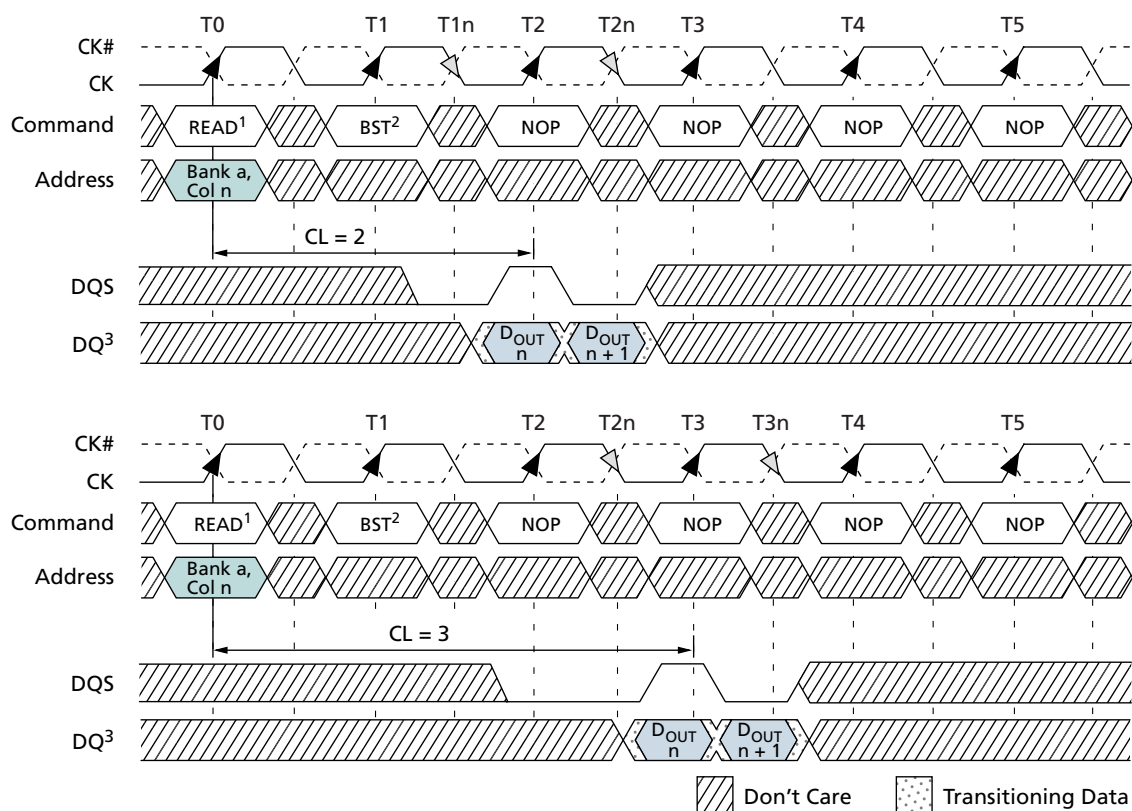 T0 T1 T1n T2 T2n T3 T4 T5
CK#
CK
Command READ1 BST2 NOP NOP NOP NOP
Address Bank a,
Col n
CL = 2
DQS
DQ3 DOUT DOUT
n n + 1
T0 T1 T2 T2n T3 T3n T4 T5
CK#
CK
Command READ1 BST2 NOP NOP NOP NOP
Address Bank a,
Col n
CL = 3
DQS
DQ3 DOUT DOUT
n n + 1
Don't Care Transitioning Data